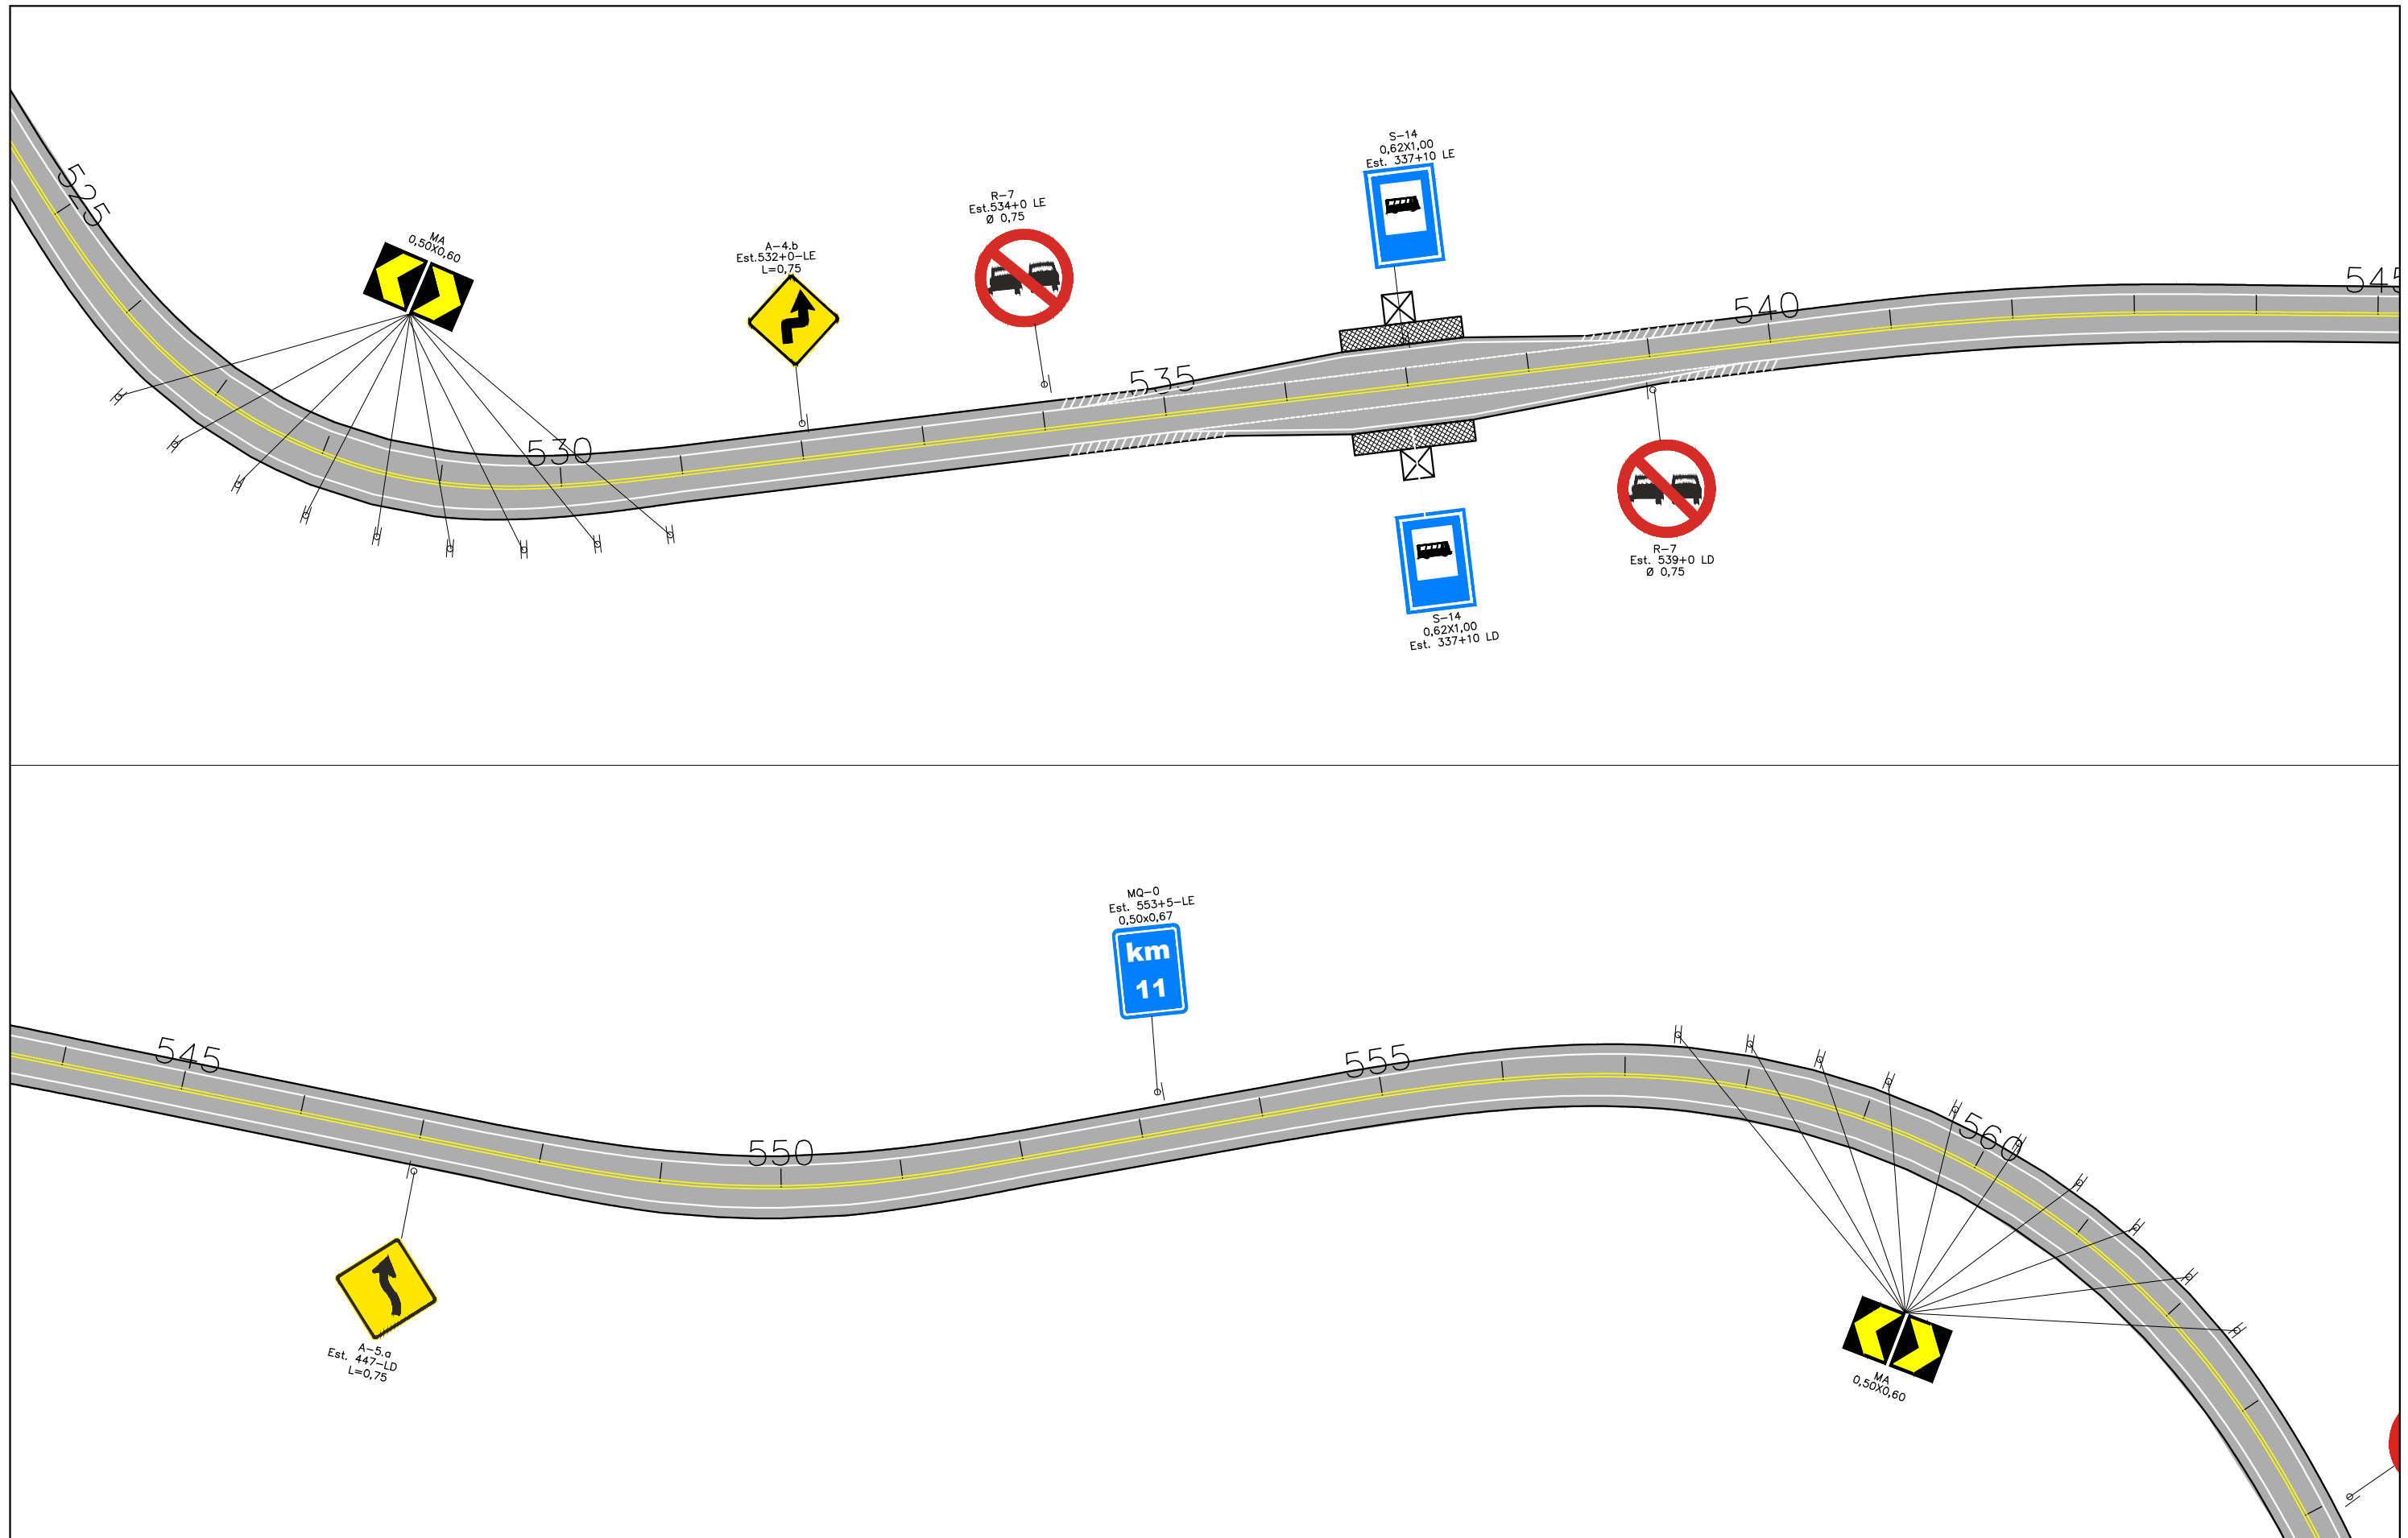 S-14
0,62X1,00
Est. 337+10 LE
525
R-7
Est.534+0 LE
Ø 0,75
MA
0,50X0,60
A-4.b
Est.532+0-LE
L=0,75
545
540
535
530
R-7
Est. 539+0 LD
Ø 0,75
S-14
0,62X1,00
Est. 337+10 LD
MQ-0
Est. 553+5-LE
0,50x0,67
km
11
545
555
560
550
A-5.a
Est. 447-LD
L=0,75
MA
0,50X0,60